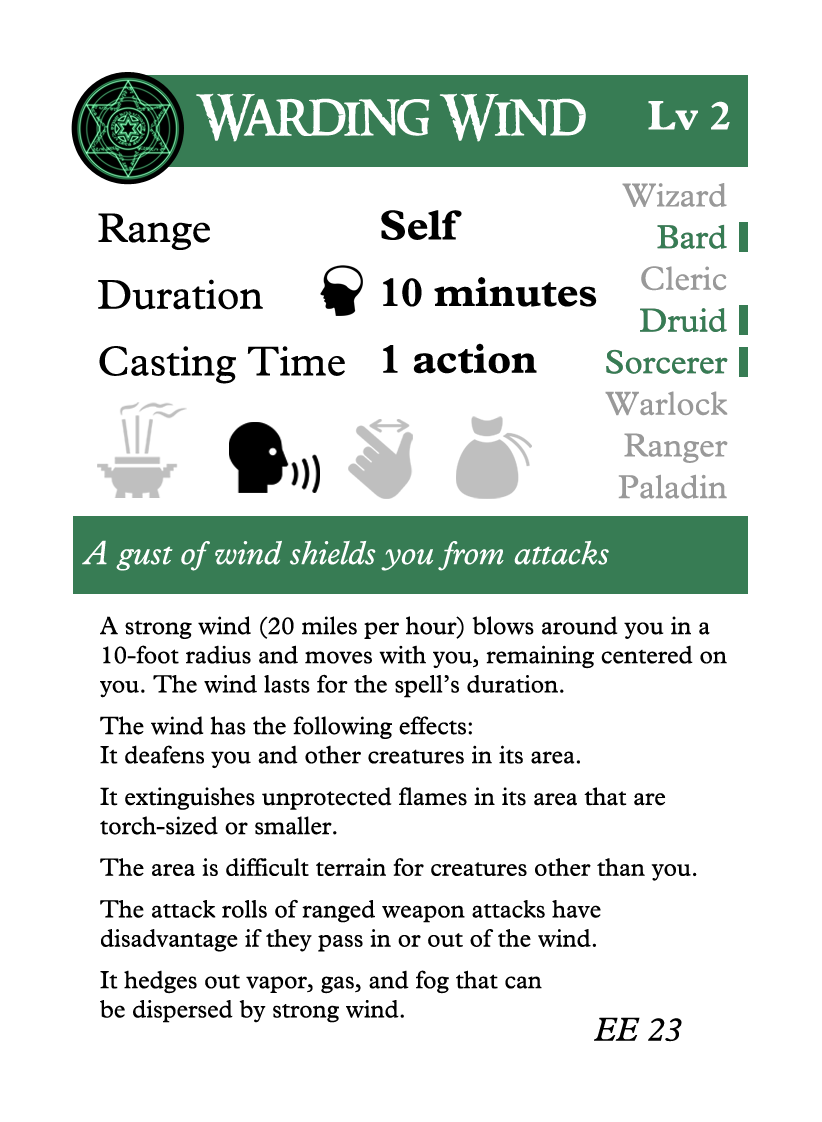 WARDING WIND
Lv 2
Range Self
Duration 10 minutes
Casting Time 1 action
Wizard
Bard
Cleric
Druid
Sorcerer
Warlock
Ranger
Paladin
A gust of wind shields you from attacks
A strong wind (20 miles per hour) blows around you in a
10-foot radius and moves with you, remaining centered on
you. The wind lasts for the spell’s duration.
The wind has the following effects:
It deafens you and other creatures in its area.
It extinguishes unprotected flames in its area that are
torch-sized or smaller.
The area is difficult terrain for creatures other than you.
The attack rolls of ranged weapon attacks have
disadvantage if they pass in or out of the wind.
It hedges out vapor, gas, and fog that can
be dispersed by strong wind.
EE 23